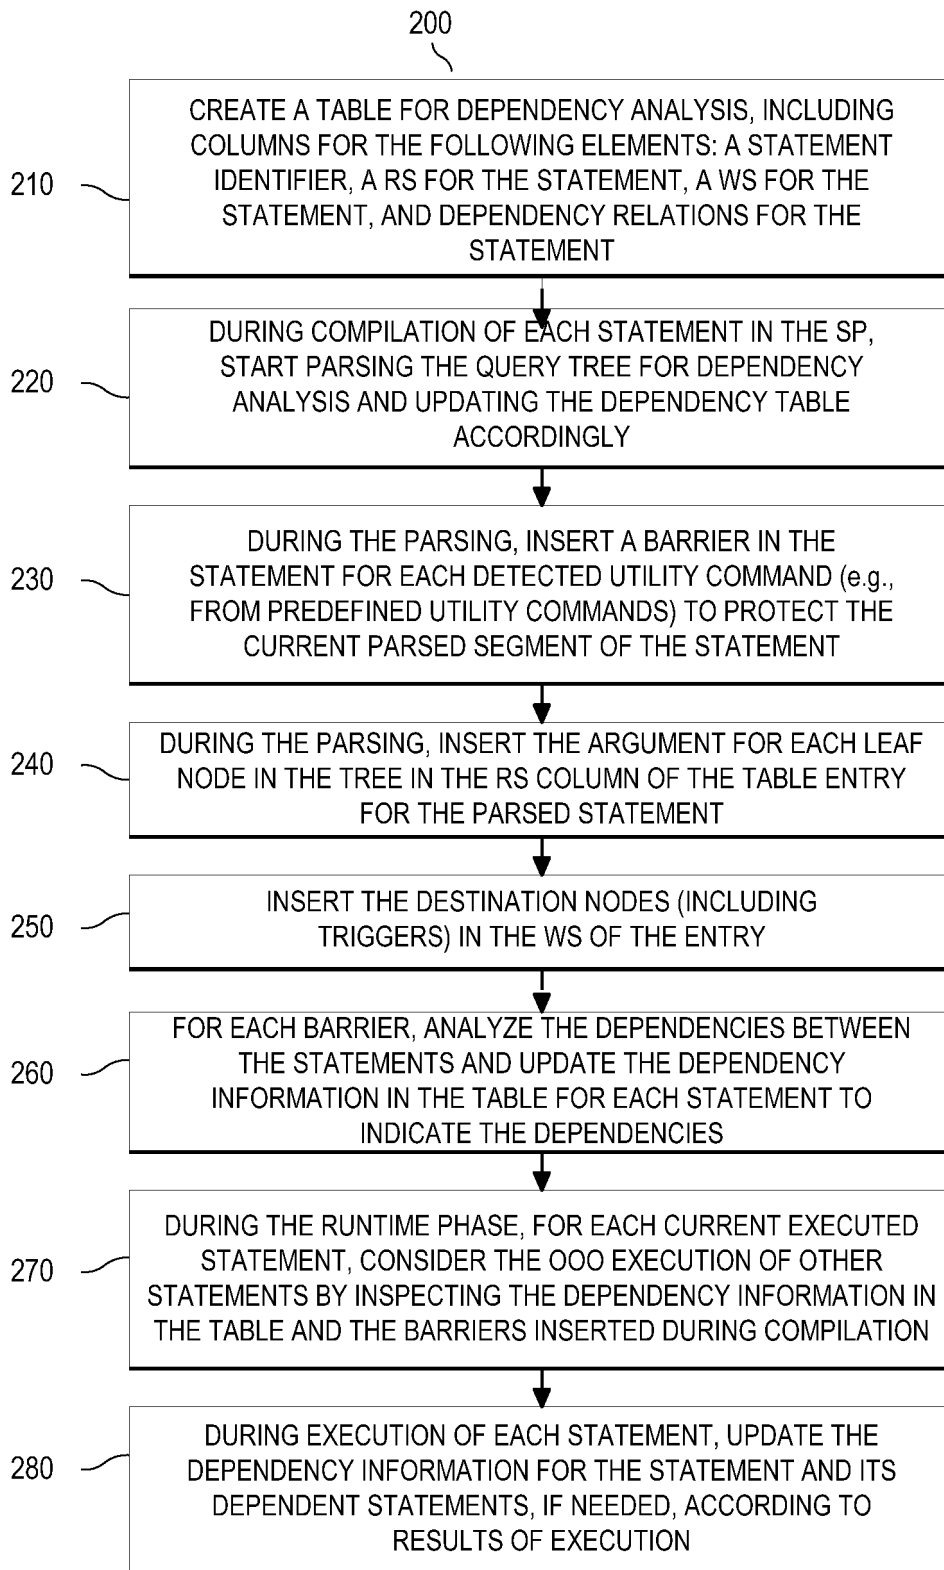 200
210
CREATE A TABLE FOR DEPENDENCY ANALYSIS, INCLUDING
COLUMNS FOR THE FOLLOWING ELEMENTS: A STATEMENT
IDENTIFIER, A RS FOR THE STATEMENT, A WS FOR THE
STATEMENT, AND DEPENDENCY RELATIONS FOR THE
STATEMENT
220
DURING COMPILATION OF EACH STATEMENT IN THE SP,
START PARSING THE QUERY TREE FOR DEPENDENCY
ANALYSIS AND UPDATING THE DEPENDENCY TABLE
ACCORDINGLY
230
DURING THE PARSING, INSERT A BARRIER IN THE
STATEMENT FOR EACH DETECTED UTILITY COMMAND (e.g.,
FROM PREDEFINED UTILITY COMMANDS) TO PROTECT THE
CURRENT PARSED SEGMENT OF THE STATEMENT
240
DURING THE PARSING, INSERT THE ARGUMENT FOR EACH LEAF
NODE IN THE TREE IN THE RS COLUMN OF THE TABLE ENTRY
FOR THE PARSED STATEMENT
250
INSERT THE DESTINATION NODES (INCLUDING
TRIGGERS) IN THE WS OF THE ENTRY
260
FOR EACH BARRIER, ANALYZE THE DEPENDENCIES BETWEEN
THE STATEMENTS AND UPDATE THE DEPENDENCY
INFORMATION IN THE TABLE FOR EACH STATEMENT TO
INDICATE THE DEPENDENCIES
270
DURING THE RUNTIME PHASE, FOR EACH CURRENT EXECUTED
STATEMENT, CONSIDER THE OOO EXECUTION OF OTHER
STATEMENTS BY INSPECTING THE DEPENDENCY INFORMATION IN
THE TABLE AND THE BARRIERS INSERTED DURING COMPILATION
280
DURING EXECUTION OF EACH STATEMENT, UPDATE THE
DEPENDENCY INFORMATION FOR THE STATEMENT AND ITS
DEPENDENT STATEMENTS, IF NEEDED, ACCORDING TO
RESULTS OF EXECUTION